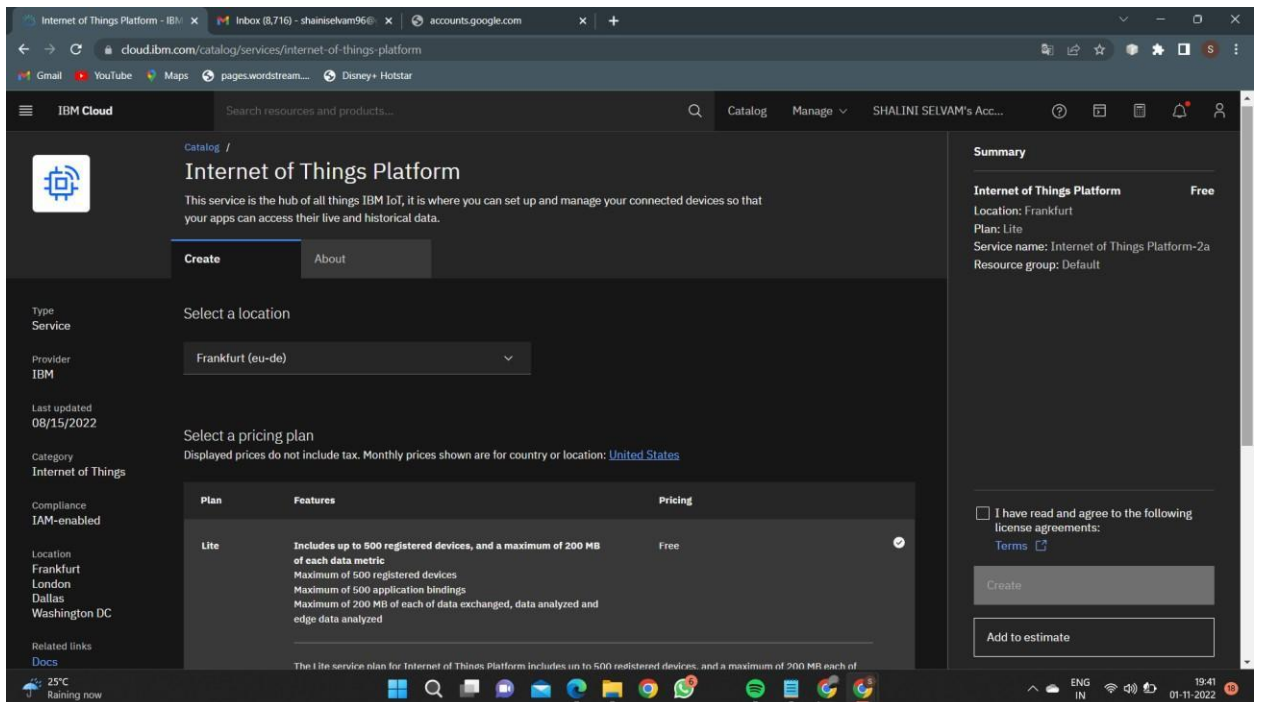 Internet of Things Platform - IBM
Inbox (8,716) - shainiselvam96@
accounts.google.com
cloud.ibm.com/catalog/services/internet-of-things-platform
S
Gmail
YouTube
Maps
pages.wordstream....
Disney+ Hotstar
IBM Cloud
Search resources and products...
Catalog
Manage
SHALINI SELVAM's Acc...
Catalog /
Internet of Things Platform
This service is the hub of all things IBM IoT, it is where you can set up and manage your connected devices so that
your apps can access their live and historical data.
Create
About
Type
Service
Provider
IBM
Last updated
08/15/2022
Category
Internet of Things
Compliance
IAM-enabled
Location
Frankfurt
London
Dallas
Washington DC
Related links
Docs
Select a location
Frankfurt (eu-de)
Select a pricing plan
Displayed prices do not include tax. Monthly prices shown are for country or location: United States
Plan Features Pricing
Lite Includes up to 500 registered devices, and a maximum of 200 MB Free
of each data metric
Maximum of 500 registered devices
Maximum of 500 application bindings
Maximum of 200 MB of each of data exchanged, data analyzed and
edge data analyzed
The Lite service plan for Internet of Things Platform includes up to 500 registered devices, and a maximum of 200 MB each of
Summary
Internet of Things Platform Free
Location: Frankfurt
Plan: Lite
Service name: Internet of Things Platform-2a
Resource group: Default
I have read and agree to the following
license agreements:
Terms
Create
Add to estimate
25°C
Raining now
ENG
IN
19:41
01-11-2022
18